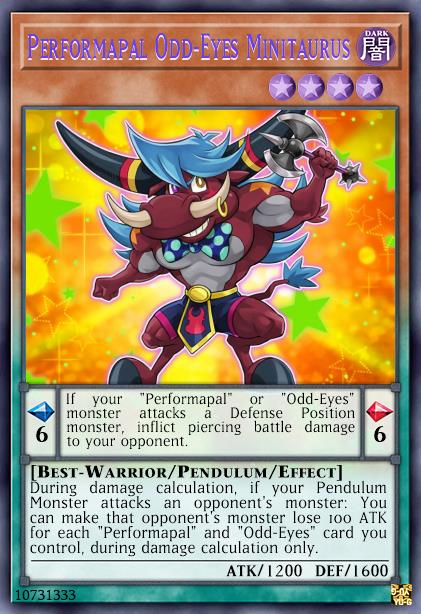 Performapal Odd-Eyes Minitaurus
DARK
闇
If your "Performapal" or "Odd-Eyes"
monster attacks a Defense Position
monster, inflict piercing battle damage
to your opponent.
6
6
[Best-Warrior/Pendulum/Effect]
During damage calculation, if your Pendulum
Monster attacks an opponent's monster: You
can make that opponent's monster lose 100 ATK
for each "Performapal" and "Odd-Eyes" card you
control, during damage calculation only.
ATK/1200 DEF/1600
10731333